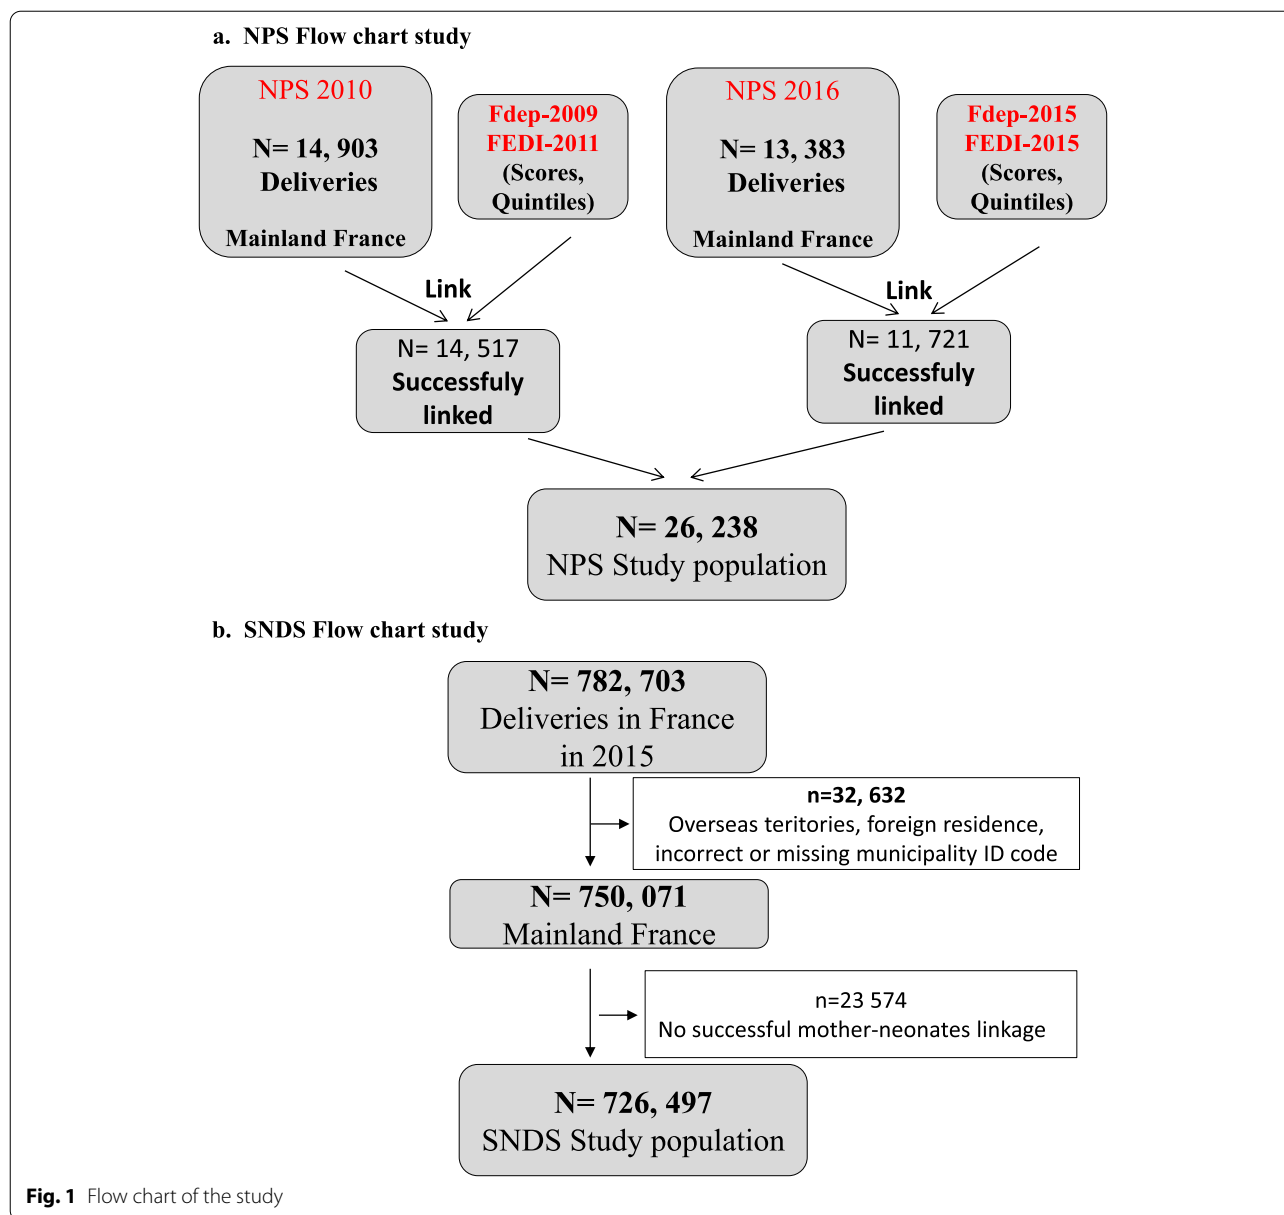 a. NPS Flow chart study
NPS 2010
N= 14, 903
Deliveries
Mainland France
Fdep-2009
FEDI-2011
(Scores,
Quintiles)
NPS 2016
N= 13, 383
Deliveries
Mainland France
Fdep-2015
FEDI-2015
(Scores,
Quintiles)
Link
Link
N= 14, 517
Successfuly
linked
N= 11, 721
Successfuly
linked
N= 26, 238
NPS Study population
b. SNDS Flow chart study
N= 782, 703
Deliveries in France
in 2015
n=32, 632
Overseas teritories, foreign residence,
incorrect or missing municipality ID code
N= 750, 071
Mainland France
n=23 574
No successful mother-neonates linkage
N= 726, 497
SNDS Study population
Fig. 1 Flow chart of the study